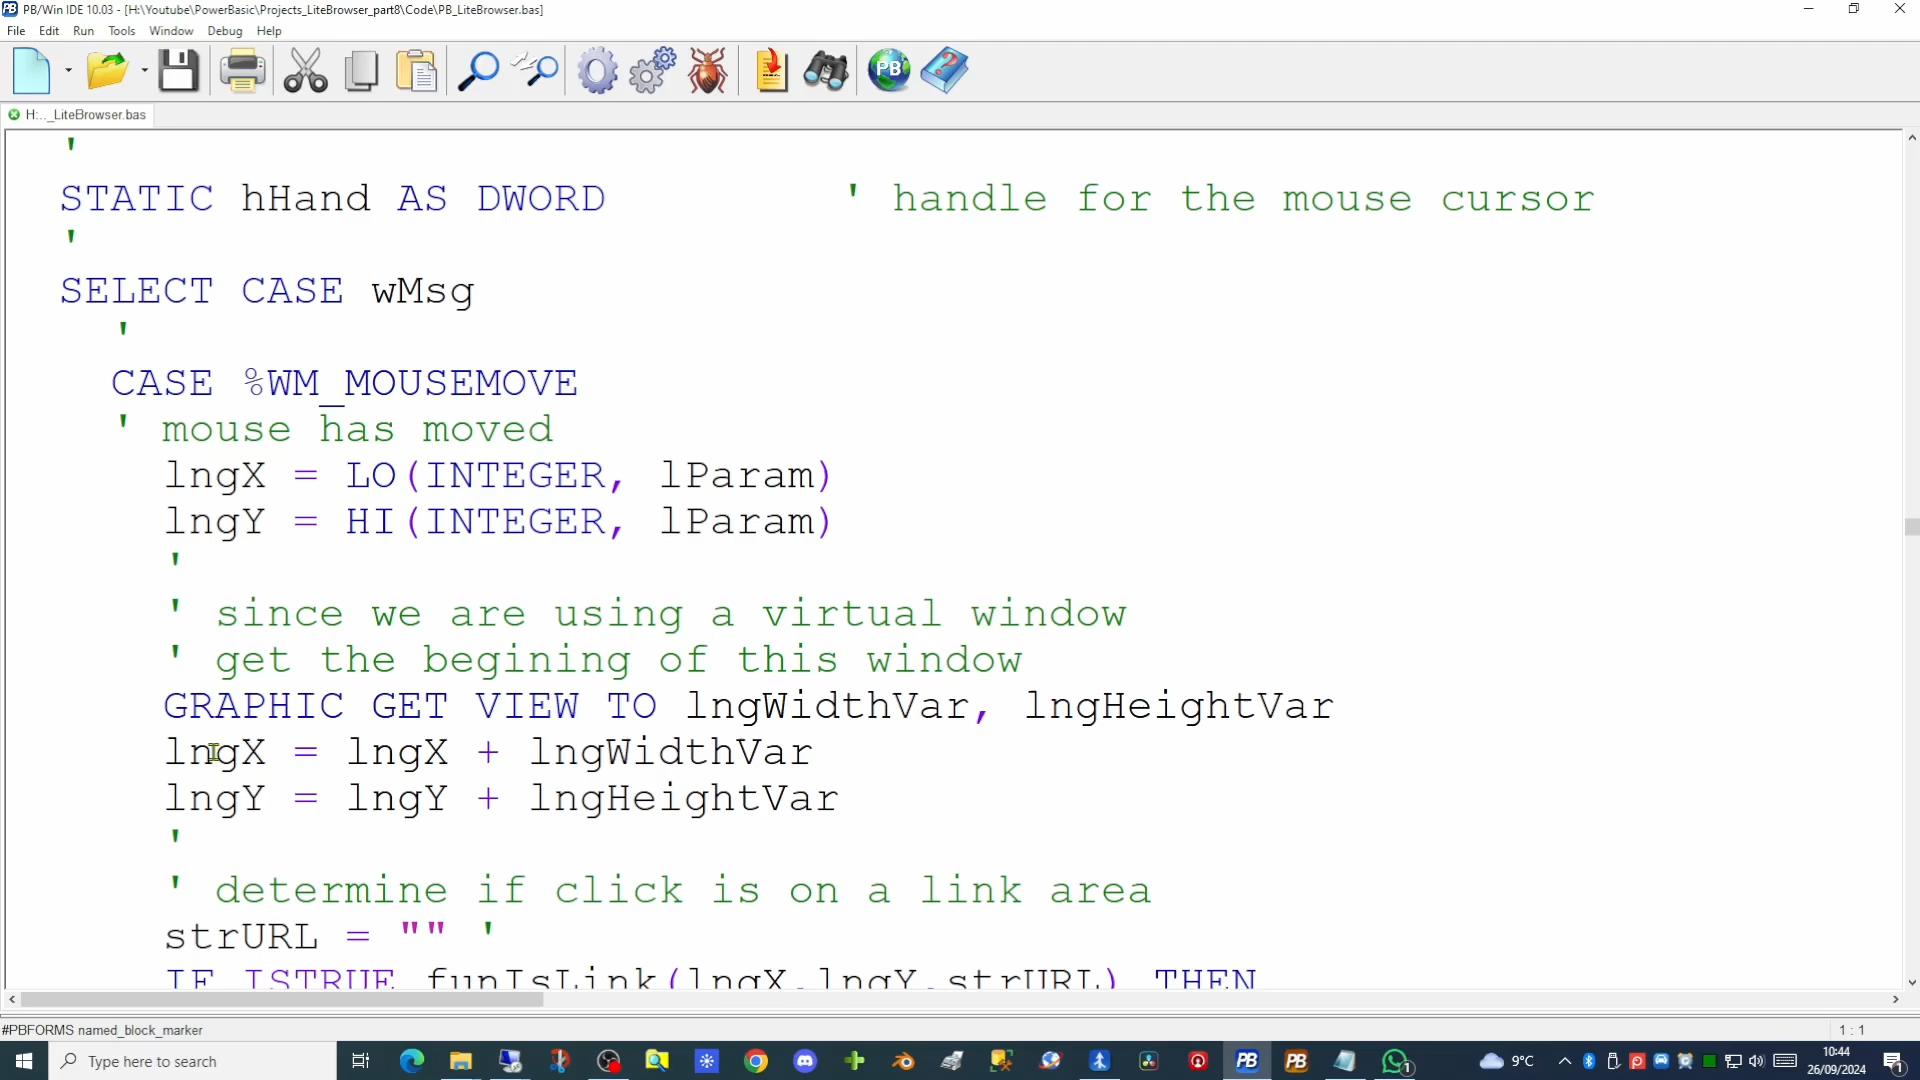 PB/Win IDE 10.03 - [H:\Youtube\PowerBasic\Projects_LiteBrowser_part8\Code\PB_LiteBrowser.bas]
File Edit Run Tools Window Debug Help
PB
H:.._LiteBrowser.bas
'
STATIC hHand AS DWORD ' handle for the mouse cursor
'
SELECT CASE wMsg
'
CASE %WM_MOUSEMOVE
' mouse has moved
lngX = LO(INTEGER, lParam)
lngY = HI(INTEGER, lParam)
'
' since we are using a virtual window
' get the begining of this window
GRAPHIC GET VIEW TO lngWidthVar, lngHeightVar
lngX = lngX + lngWidthVar
lngY = lngY + lngHeightVar
'
' determine if click is on a link area
strURL = "" '
IF ISTRUE funIsLink(lngX,lngY,strURL) THEN
#PBFORMS named_block_marker 1 : 1
Type here to search PB PB 1 9°C 10:44
26/09/2024 1